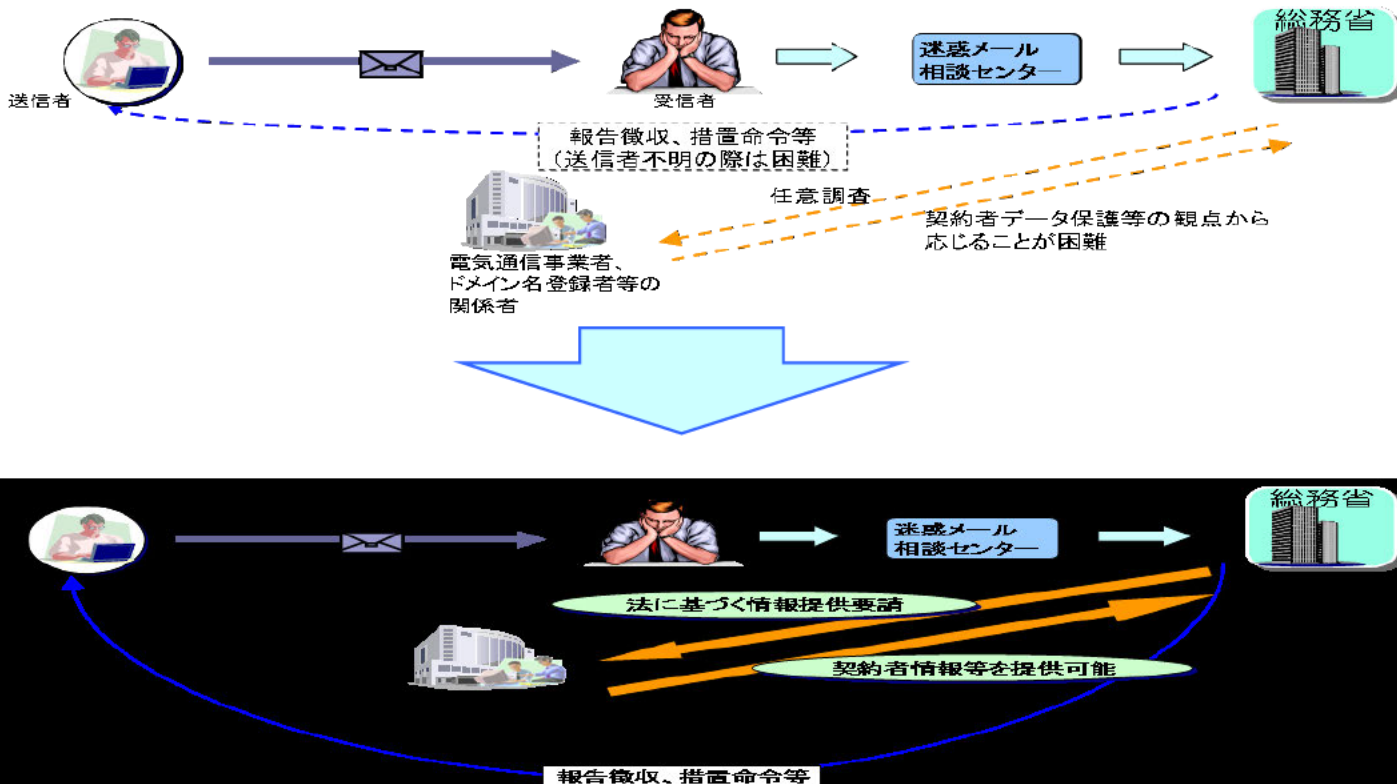 総務省
迷惑メール
相談センター
送信者
受信者
報告徴収、措置命令等
(送信者不明の際は困難)
任意調査
契約者データ保護等の観点から
応じることが困難
電気通信事業者、
ドメイン名登録者等の
関係者
総務省
迷惑メール
相談センター
法に基づく情報提供要請
契約者情報等を提供可能
報告徴収、措置命令等